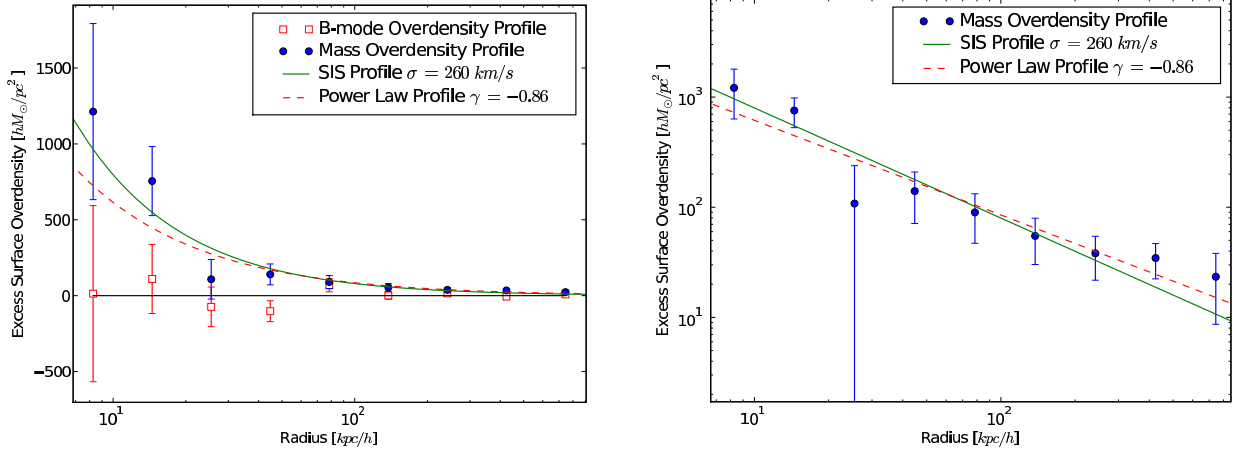 B-mode Overdensity Profile
Mass Overdensity Profile
SIS Profile σ = 260 km/s
Power Law Profile γ = −0.86
Excess Surface Overdensity [hM⊙/pc²]
1500
1000
500
0
−500
10¹
10²
Radius [kpc/h]
Mass Overdensity Profile
SIS Profile σ = 260 km/s
Power Law Profile γ = −0.86
Excess Surface Overdensity [hM⊙/pc²]
10³
10²
10¹
10¹
10²
Radius [kpc/h]